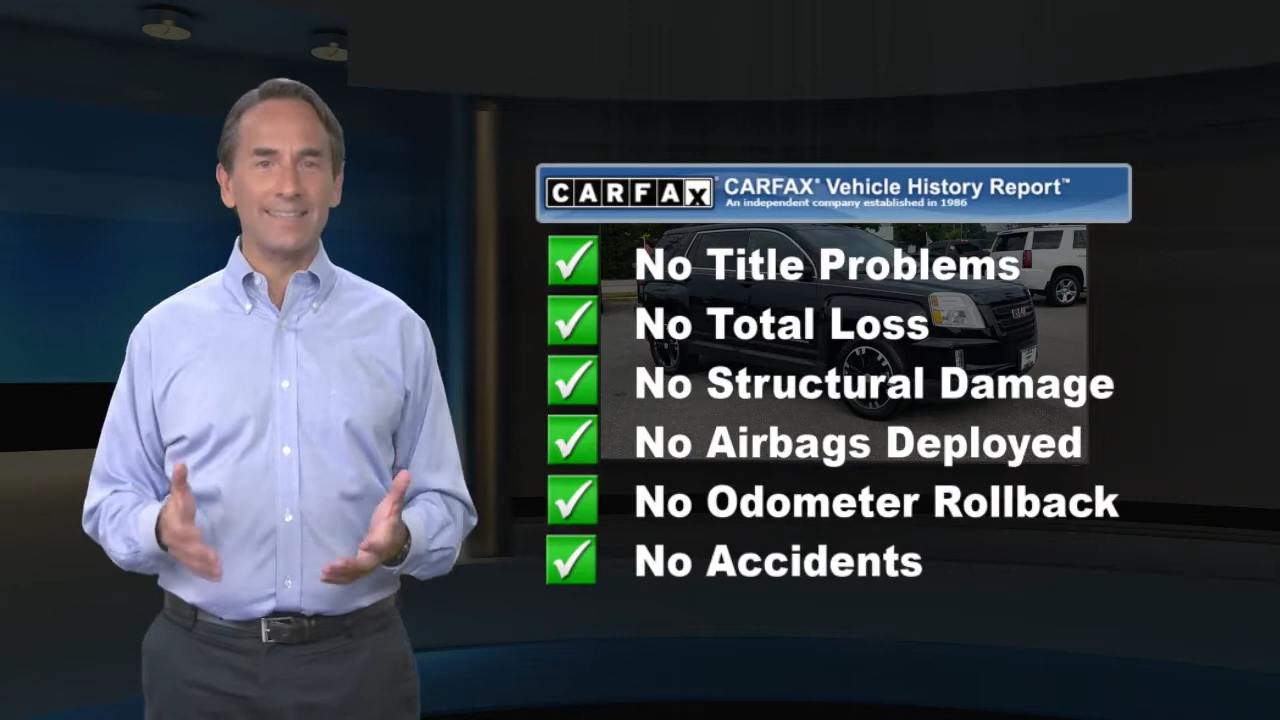 CARFAX® CARFAX® Vehicle History Report™
An independent company established in 1986
No Title Problems
No Total Loss
No Structural Damage
No Airbags Deployed
No Odometer Rollback
No Accidents
GMC